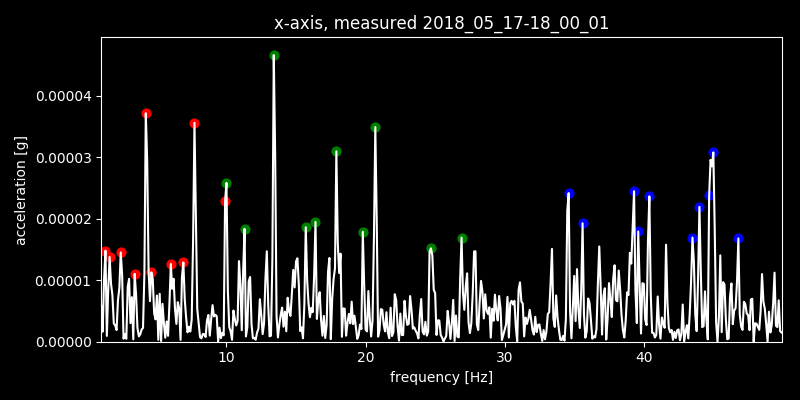 x-axis, measured 2018_05_17-18_00_01
acceleration [g]
0.00004
0.00003
0.00002
0.00001
0.00000
10 20 30 40
frequency [Hz]